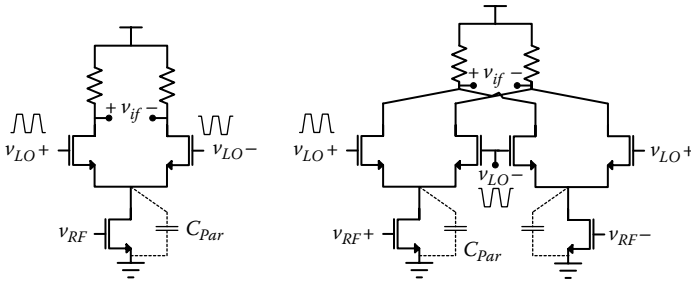 + v_if −
v_LO+
v_LO−
v_RF
C_Par
+ v_if −
v_LO+
v_LO−
v_LO+
v_RF+
C_Par
v_RF−